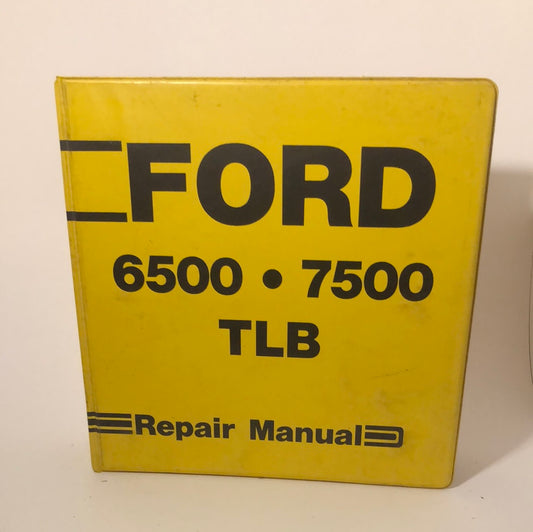 FORD
6500 • 7500
TLB
Repair Manual